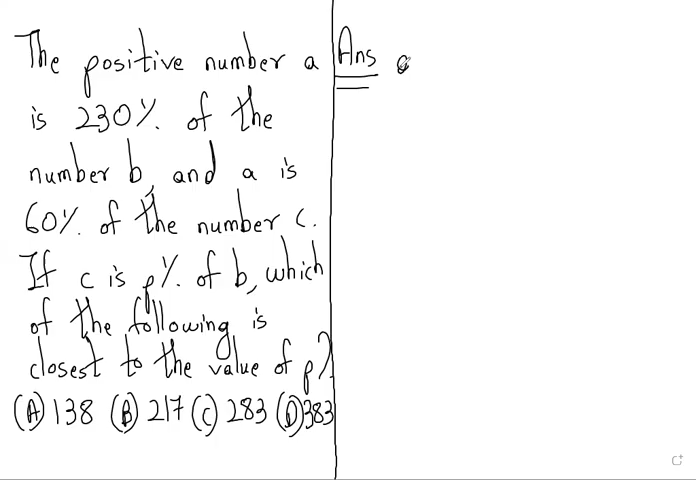 The positive number a
is 230%. of the
number b, and a is
60%. of the number c.
If c is p%. of b, which
of the following is
closest to the value of p?
(A) 138 (B) 217 (C) 283 (D) 383
Ans